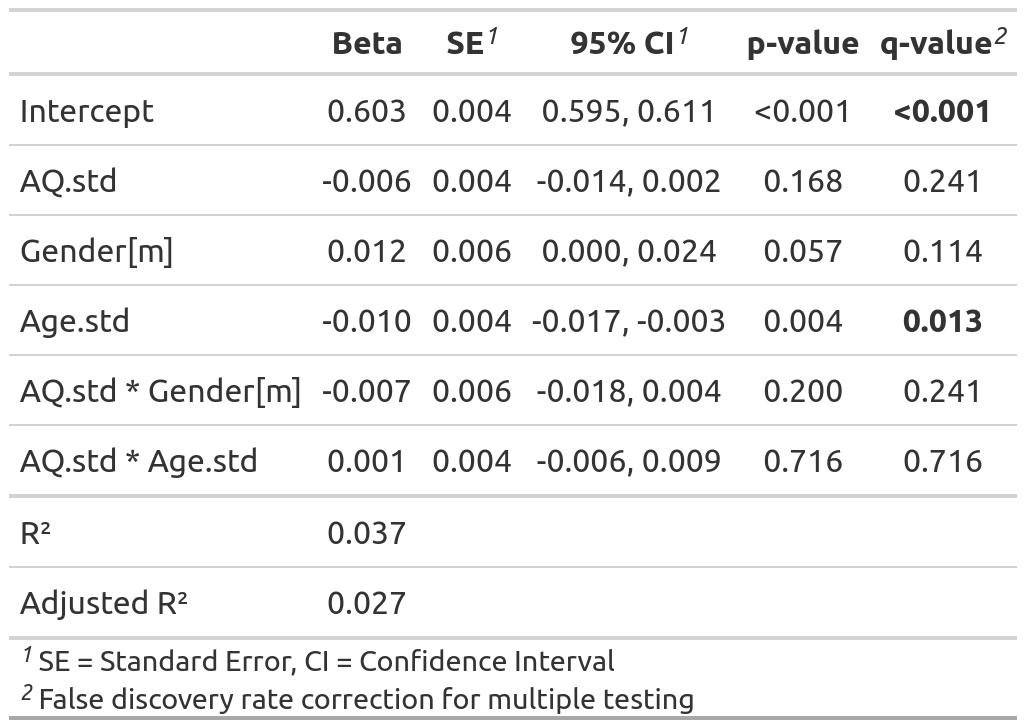 Beta SE¹ 95% CI¹ p-value q-value²
Intercept 0.603 0.004 0.595, 0.611 <0.001 <0.001
AQ.std -0.006 0.004 -0.014, 0.002 0.168 0.241
Gender[m] 0.012 0.006 0.000, 0.024 0.057 0.114
Age.std -0.010 0.004 -0.017, -0.003 0.004 0.013
AQ.std * Gender[m] -0.007 0.006 -0.018, 0.004 0.200 0.241
AQ.std * Age.std 0.001 0.004 -0.006, 0.009 0.716 0.716
R² 0.037
Adjusted R² 0.027
¹ SE = Standard Error, CI = Confidence Interval
² False discovery rate correction for multiple testing